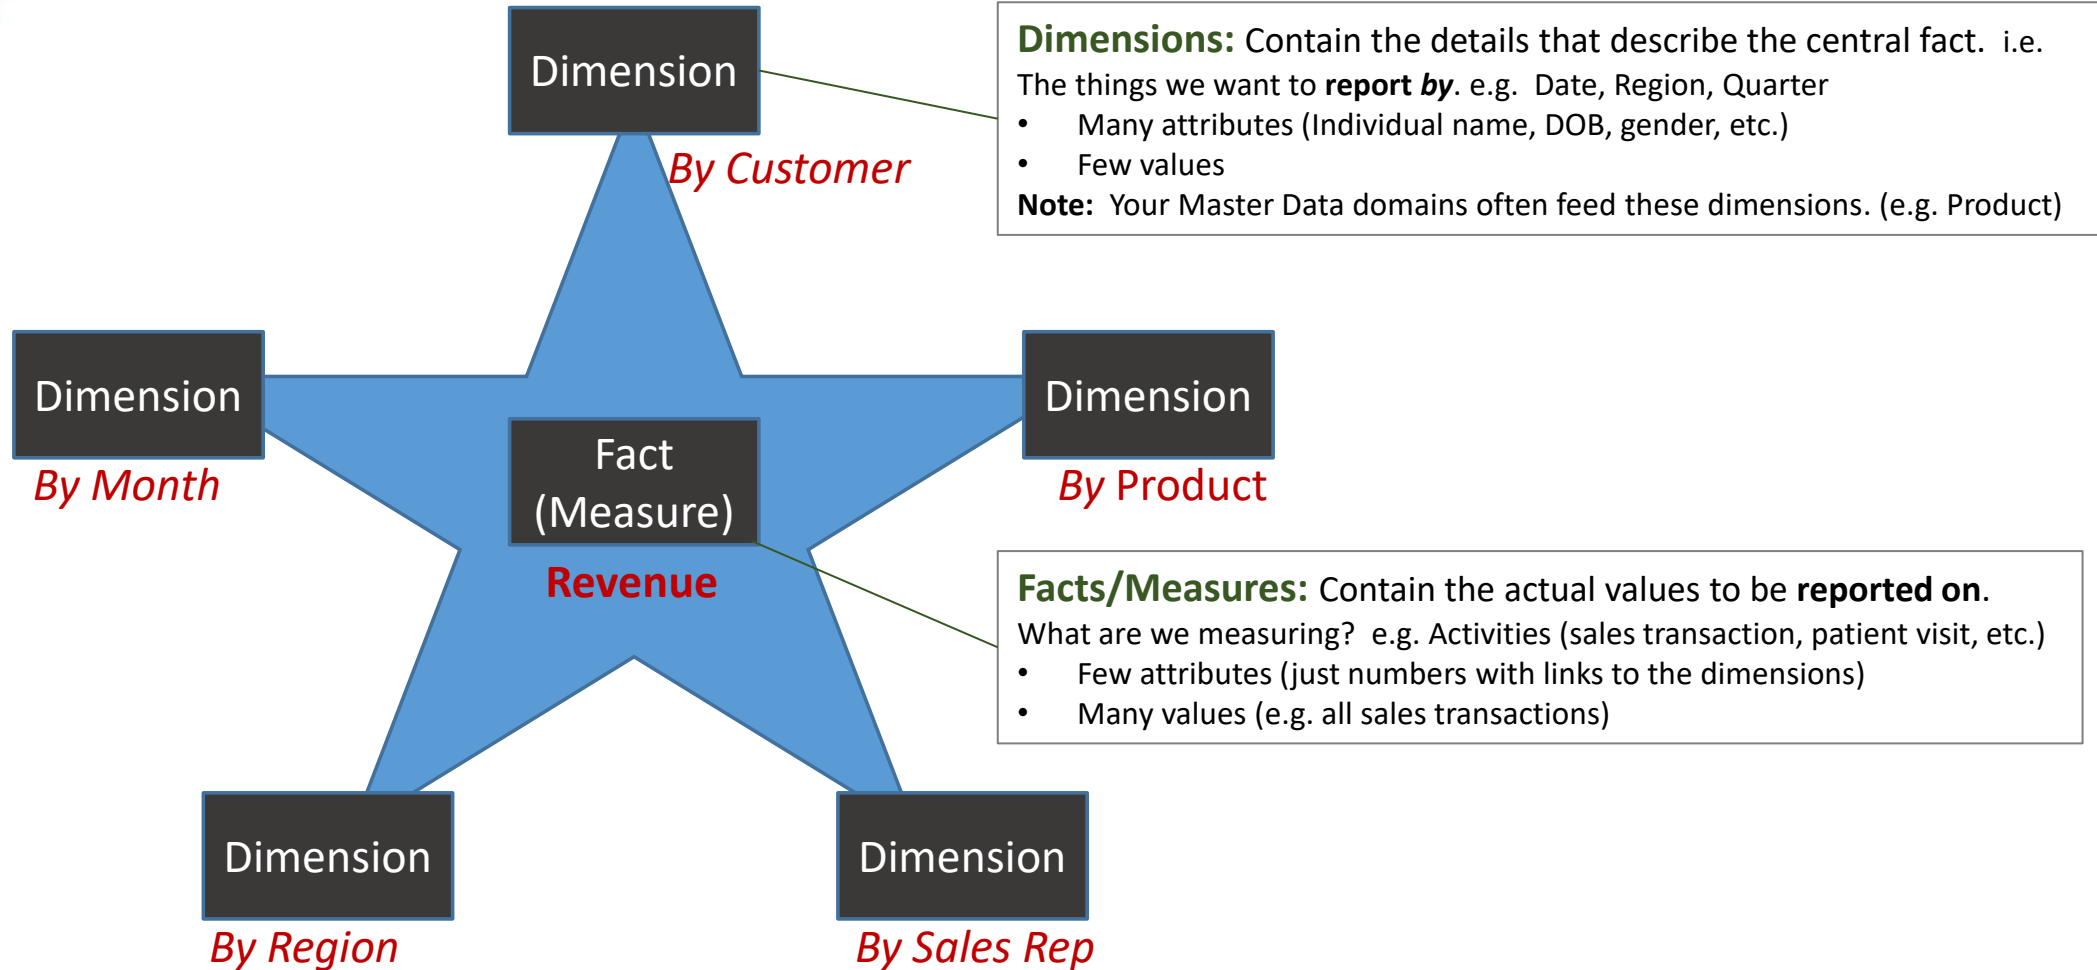 Dimension
By Customer
Dimensions: Contain the details that describe the central fact. i.e.
The things we want to report by. e.g. Date, Region, Quarter
• Many attributes (Individual name, DOB, gender, etc.)
• Few values
Note: Your Master Data domains often feed these dimensions. (e.g. Product)
Dimension
By Month
Fact
(Measure)
Revenue
Dimension
By Product
Facts/Measures: Contain the actual values to be reported on.
What are we measuring? e.g. Activities (sales transaction, patient visit, etc.)
• Few attributes (just numbers with links to the dimensions)
• Many values (e.g. all sales transactions)
Dimension
By Region
Dimension
By Sales Rep